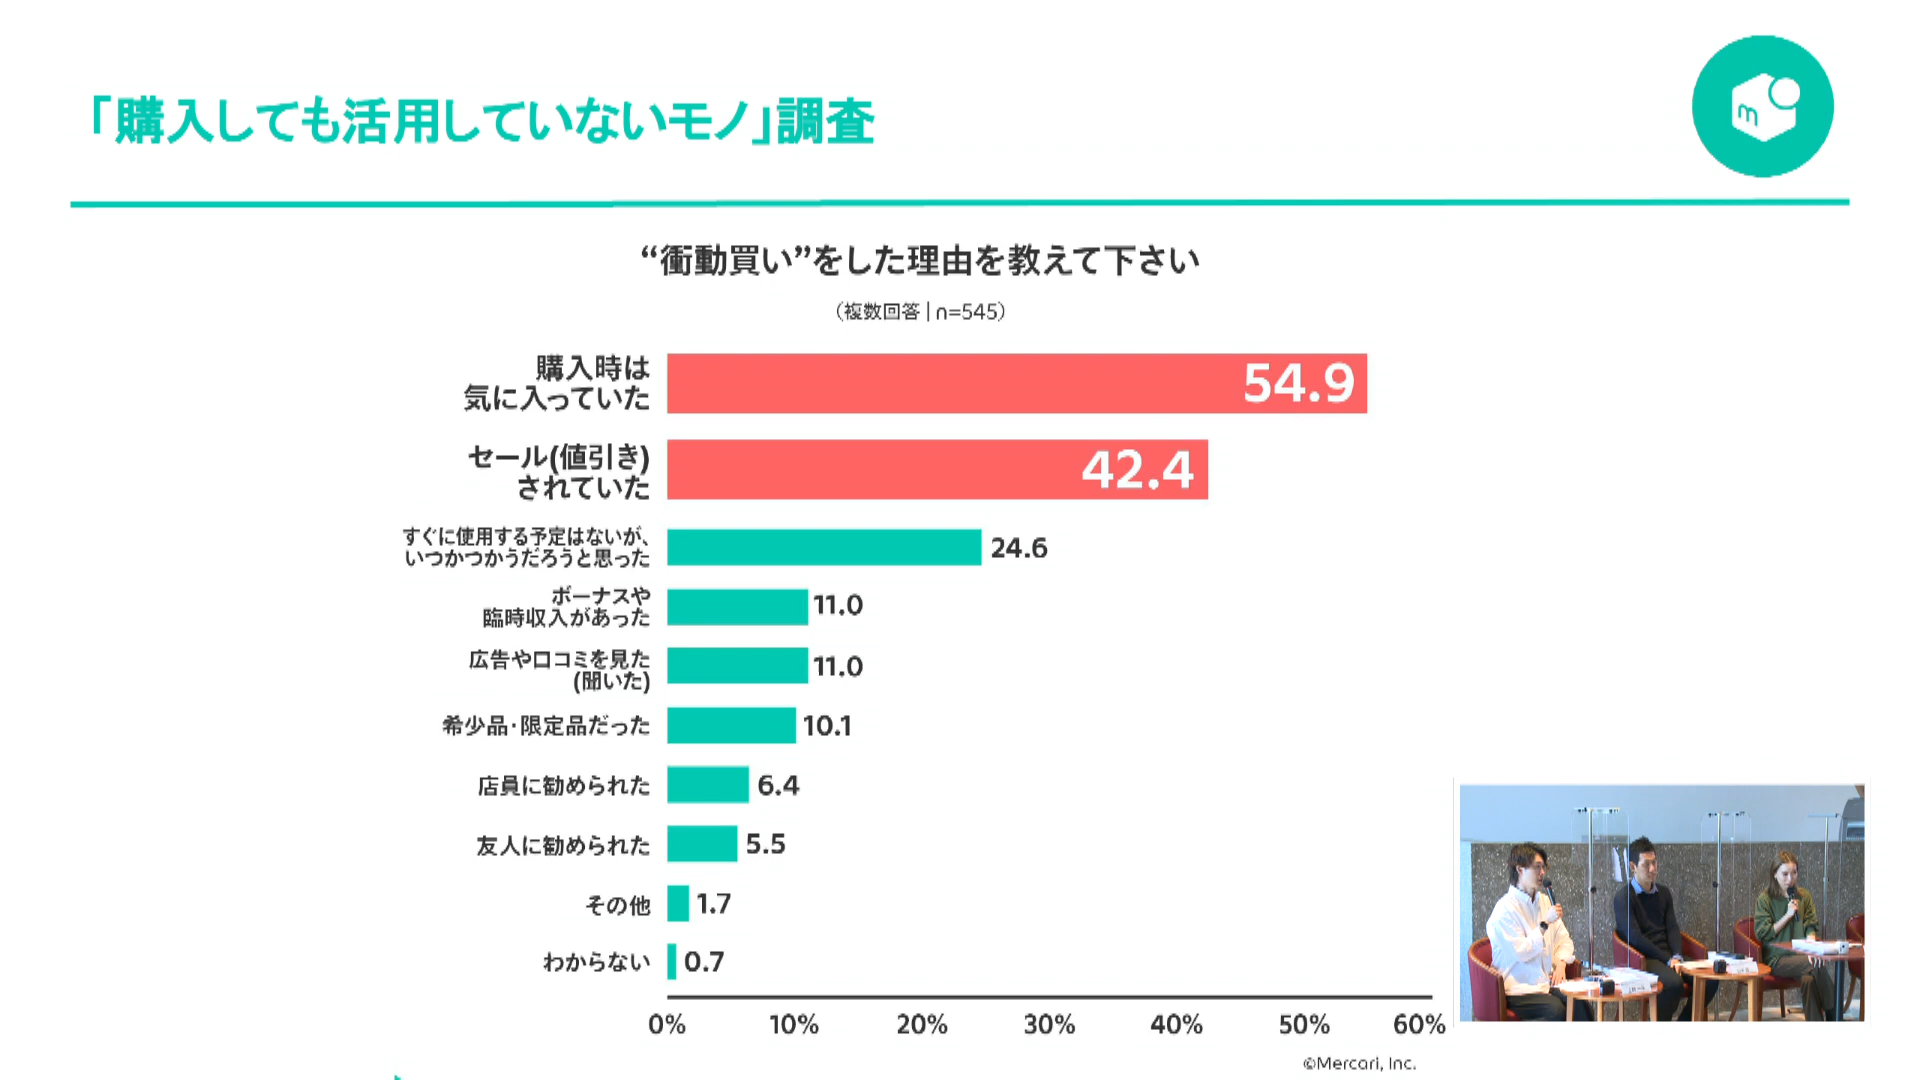 「購入しても活用していないモノ」調査
m
“衝動買い”をした理由を教えて下さい
（複数回答 | n=545）
購入時は
気に入っていた
54.9
セール(値引き)
されていた
42.4
すぐに使用する予定はないが、
いつかつかうだろうと思った
24.6
ボーナスや
臨時収入があった
11.0
広告や口コミを見た
(聞いた)
11.0
希少品・限定品だった
10.1
店員に勧められた
6.4
友人に勧められた
5.5
その他
1.7
わからない
0.7
0% 10% 20% 30% 40% 50% 60%
©Mercari, Inc.